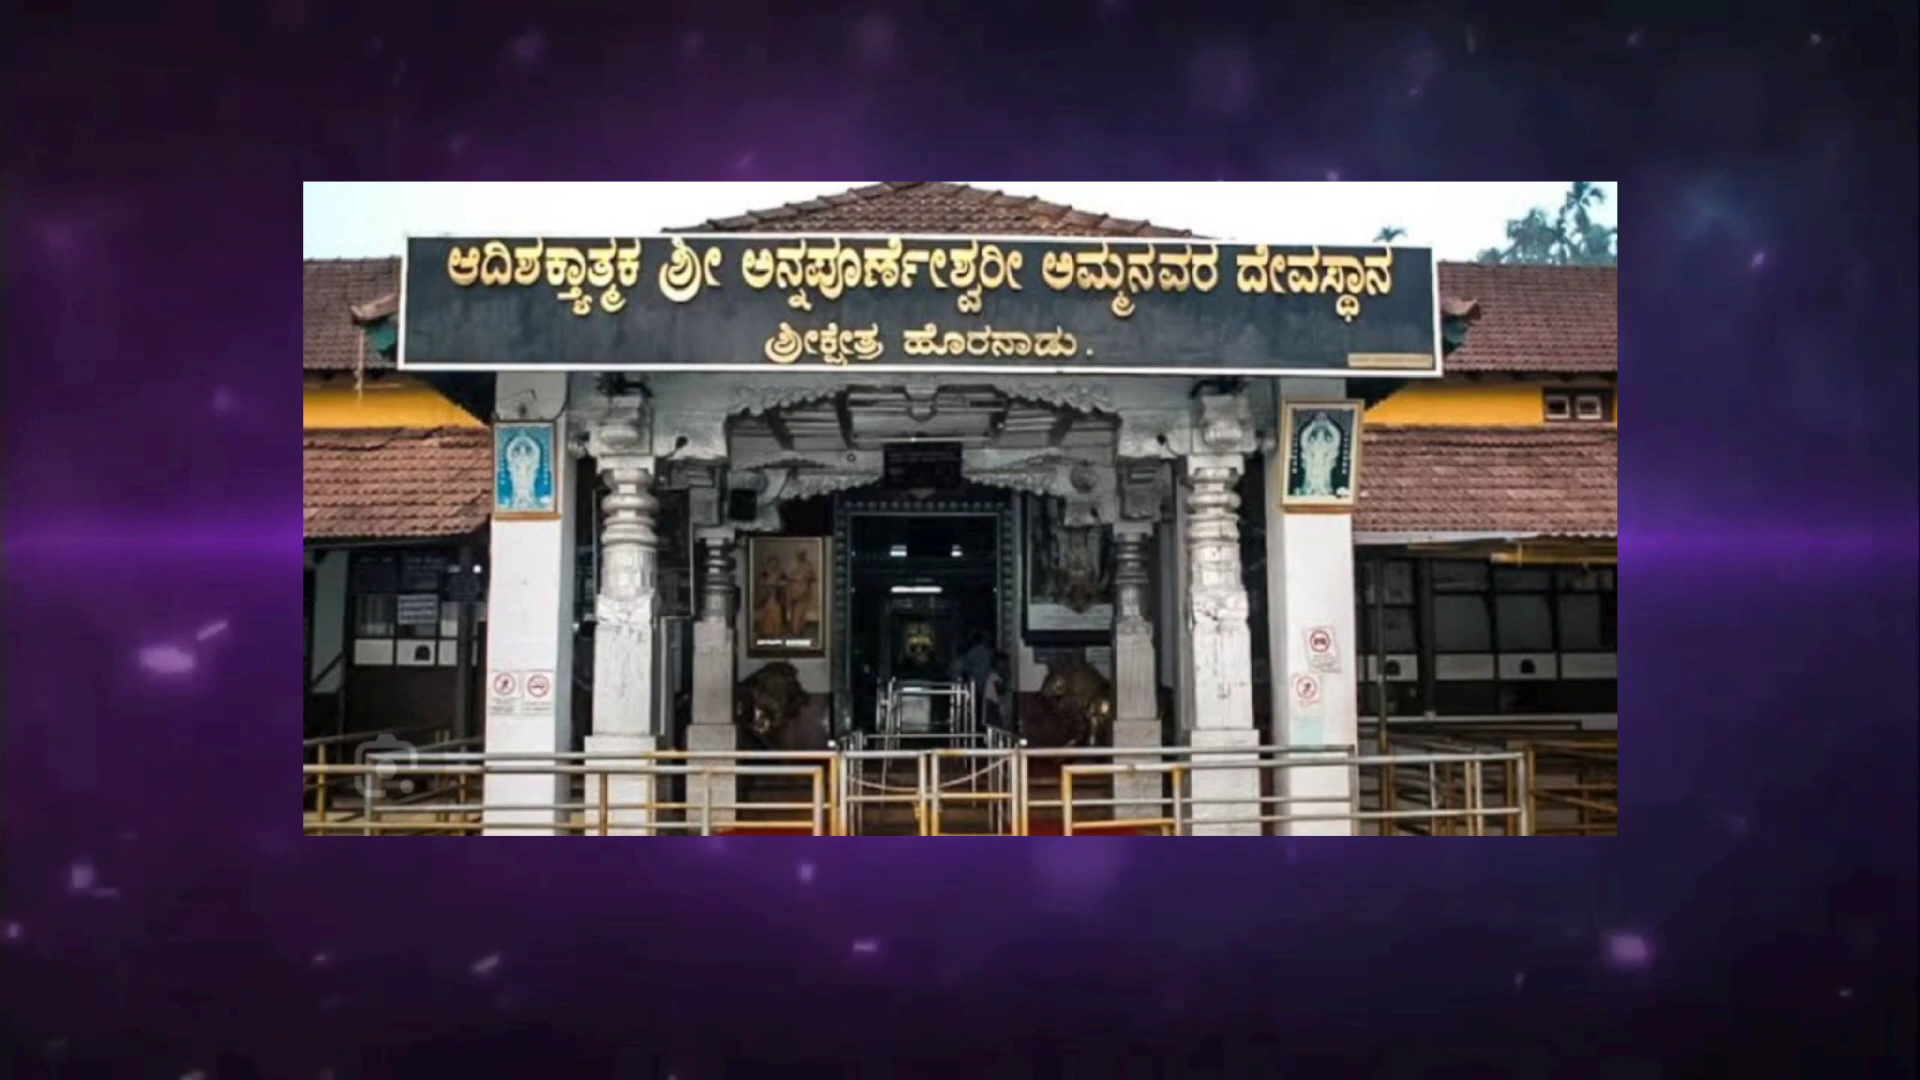 ಆದಿಶಕ್ತ್ಯಾತ್ಮಕ ಶ್ರೀ ಅನ್ನಪೂರ್ಣೇಶ್ವರೀ ಅಮ್ಮನವರ ದೇವಸ್ಥಾನ
ಶ್ರೀಕ್ಷೇತ್ರ ಹೊರನಾಡು.